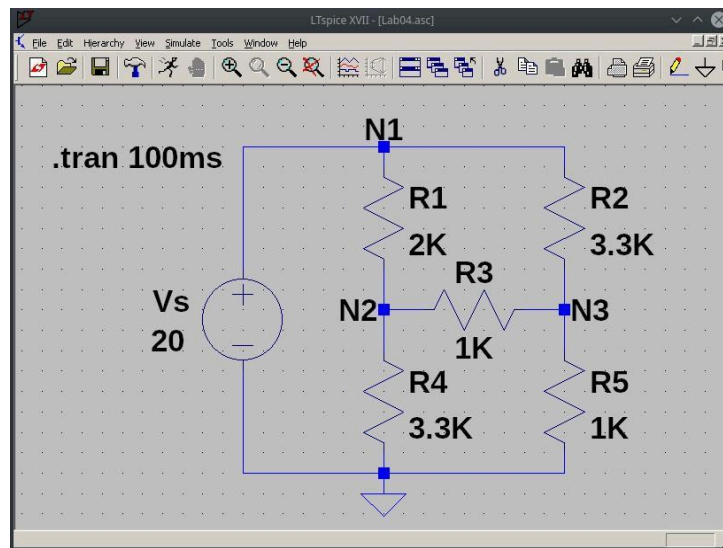 LTspice XVII - [Lab04.asc]
File Edit Hierarchy View Simulate Tools Window Help
N1
.tran 100ms
R1
R2
2K
3.3K
R3
Vs
N2
N3
20
1K
R4
R5
3.3K
1K